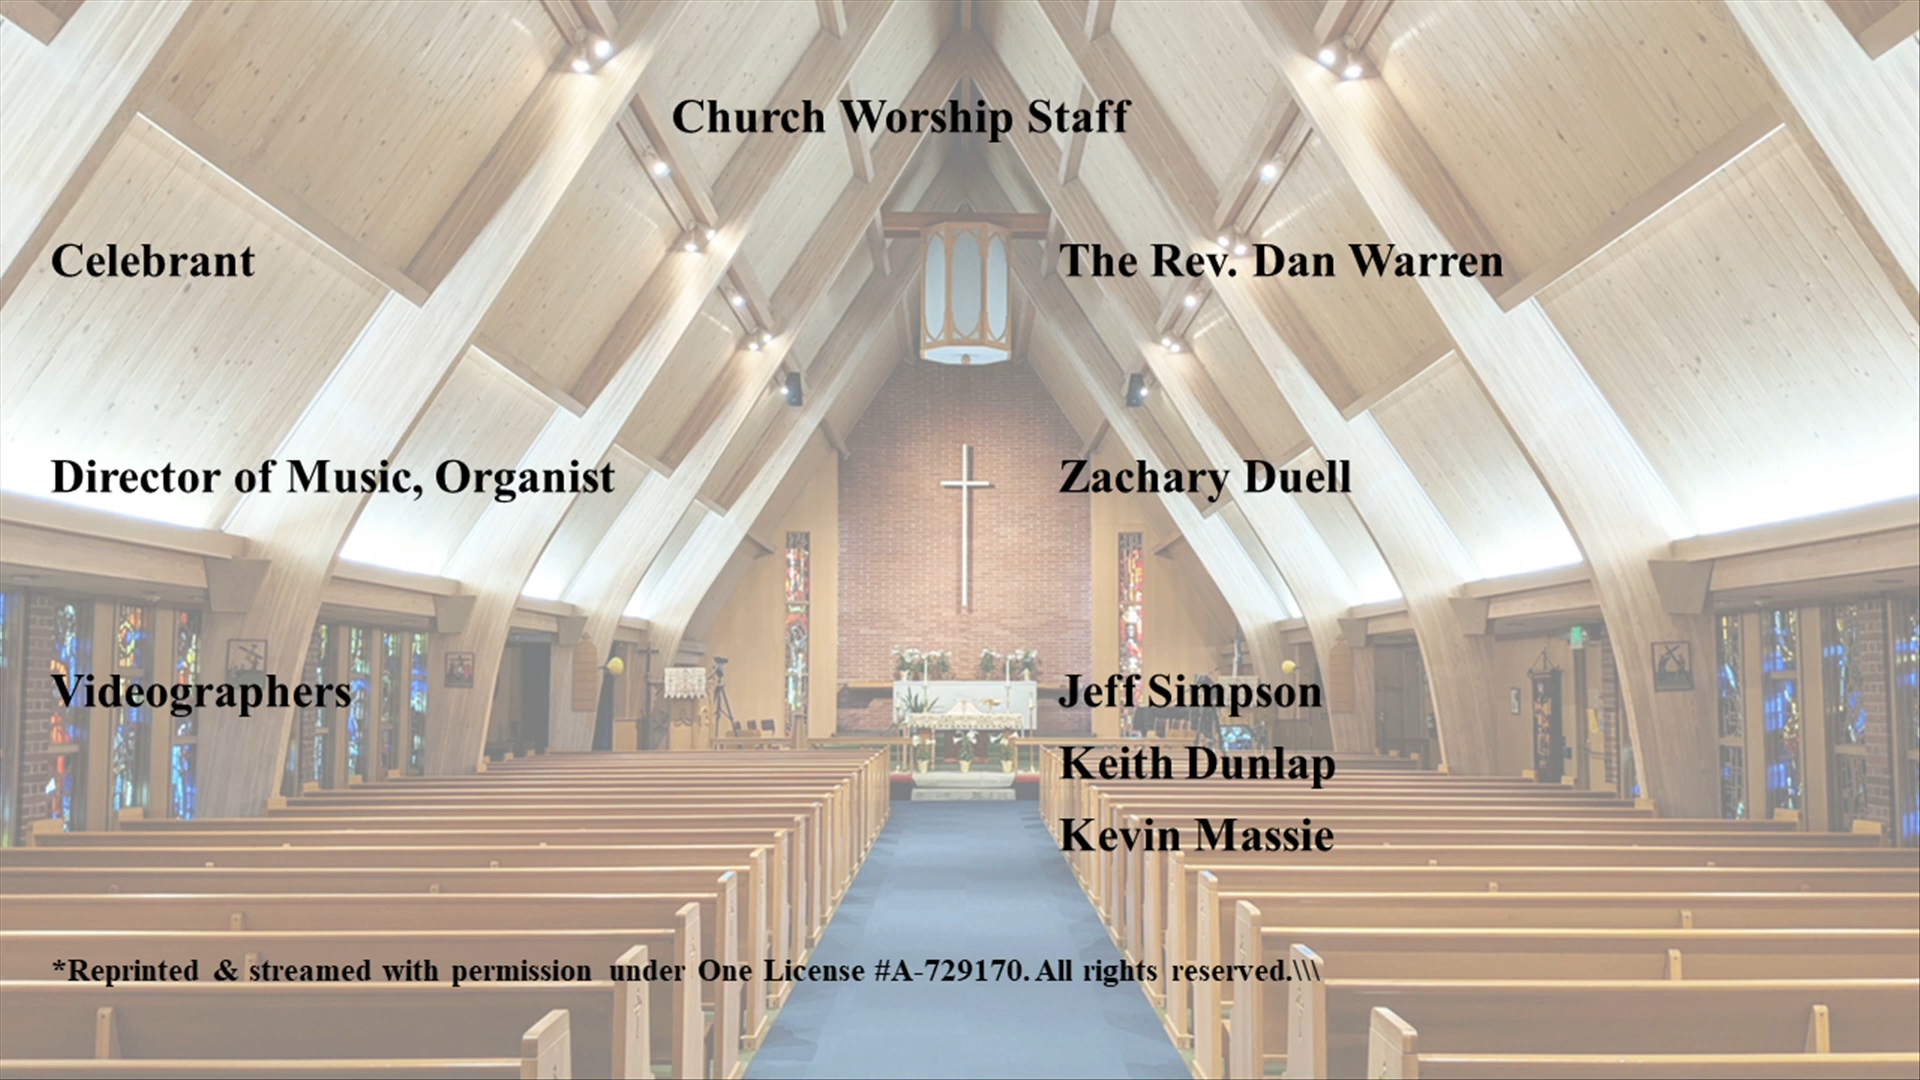 Church Worship Staff
Celebrant The Rev. Dan Warren
Director of Music, Organist Zachary Duell
Videographers Jeff Simpson
Keith Dunlap
Kevin Massie
*Reprinted & streamed with permission under One License #A-729170. All rights reserved.\\\